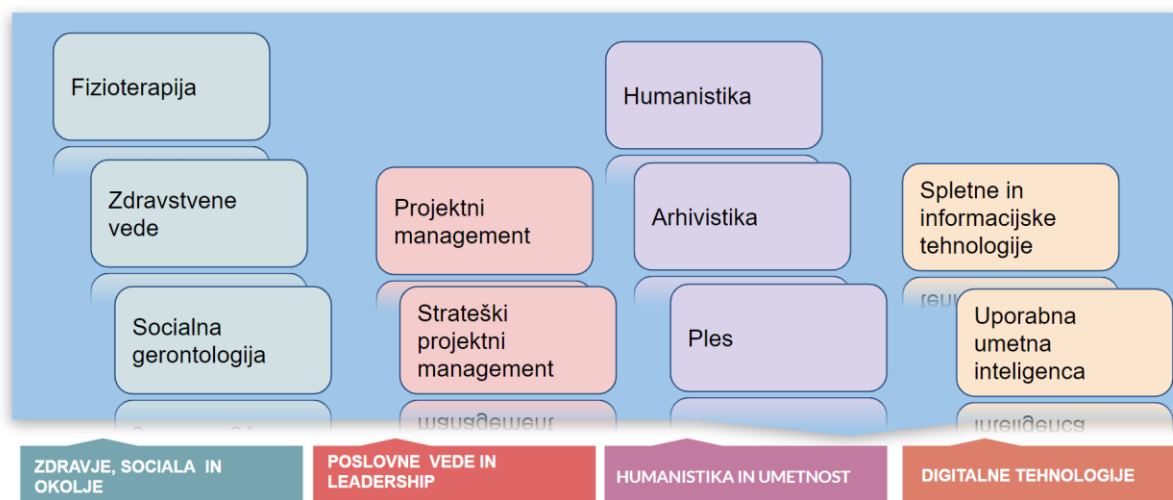 Fizioterapija
Zdravstvene
vede
Socialna
gerontologija
Projektni
management
Strateški
projektni
management
Humanistika
Arhivistika
Ples
Spletne in
informacijske
tehnologije
Uporabna
umetna
inteligenca
ZDRAVJE, SOCIALA IN
OKOLJE
POSLOVNE VEDE IN
LEADERSHIP
HUMANISTIKA IN UMETNOST
DIGITALNE TEHNOLOGIJE